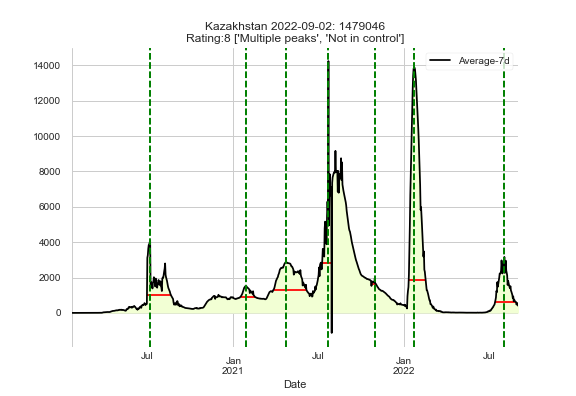 Kazakhstan 2022-09-02: 1479046
Rating:8 ['Multiple peaks', 'Not in control']
Average-7d
14000
12000
10000
8000
6000
4000
2000
0
Jul
Jan
2021
Jul
Jan
2022
Jul
Date